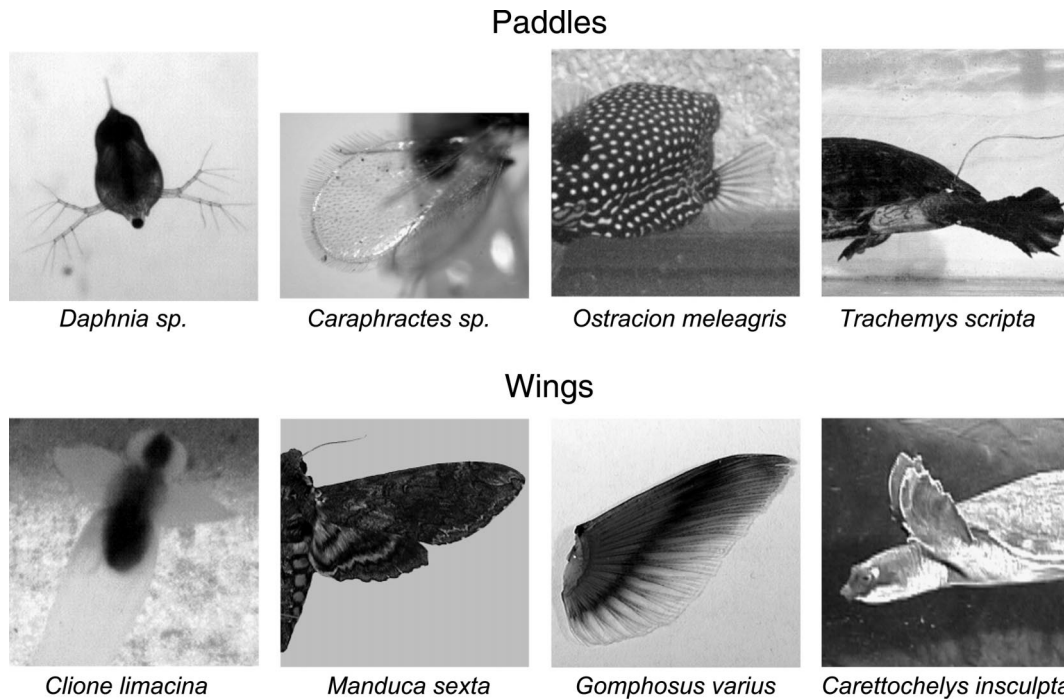 Paddles
Daphnia sp.
Caraphractes sp.
Ostracion meleagris
Trachemys scripta
Wings
Clione limacina
Manduca sexta
Gomphosus varius
Carettochelys insculpta